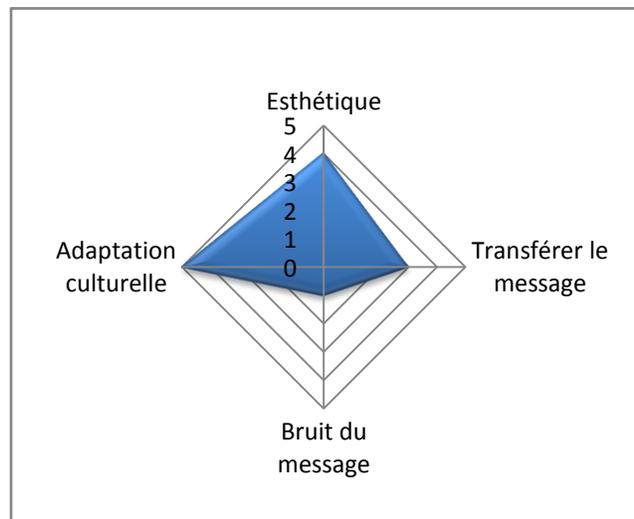 Esthétique
5
4
3
2
1
0
Adaptation
culturelle
Transférer le
message
Bruit du
message